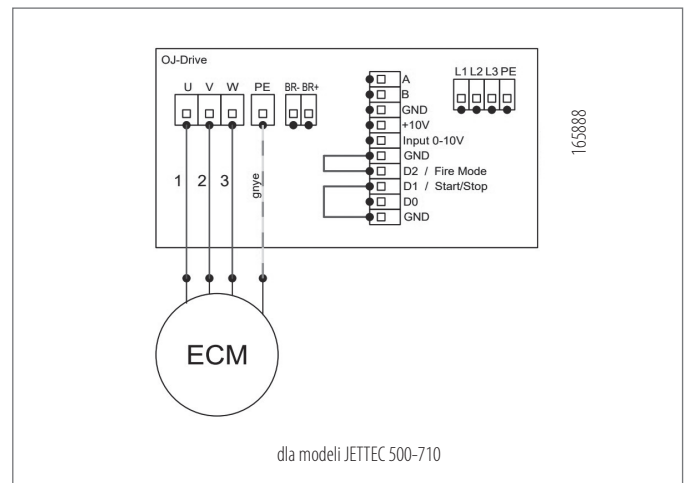 OJ-Drive
U V W PE BR- BR+
A
B
GND
+10V
Input 0-10V
GND
D2 / Fire Mode
D1 / Start/Stop
D0
GND
L1 L2 L3 PE
165888
1 2 3 gnye
ECM
dla modeli JETTEC 500-710